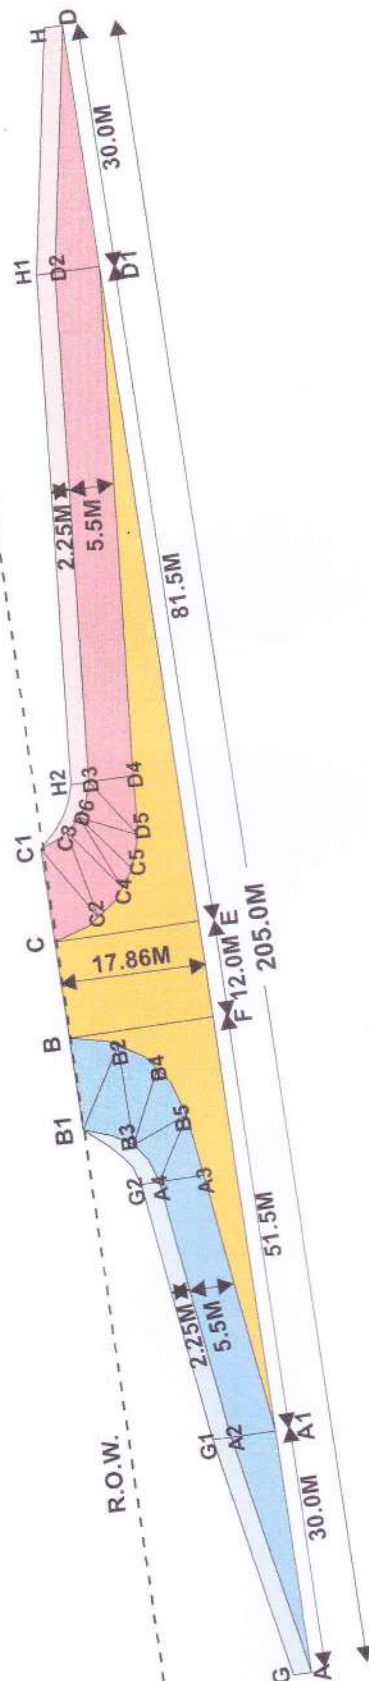 D
H
30.0M
H1
D2
D1
2.25M
5.5M
81.5M
H2
D3
D4
C1
C3
D6
D5
C5
C4
C2
C
17.86M
E
12.0M
205.0M
F
B
B1
B2
B3
B4
B5
G2
A4
A3
51.5M
2.25M
5.5M
R.O.W.
G1
A2
A1
30.0M
G
A